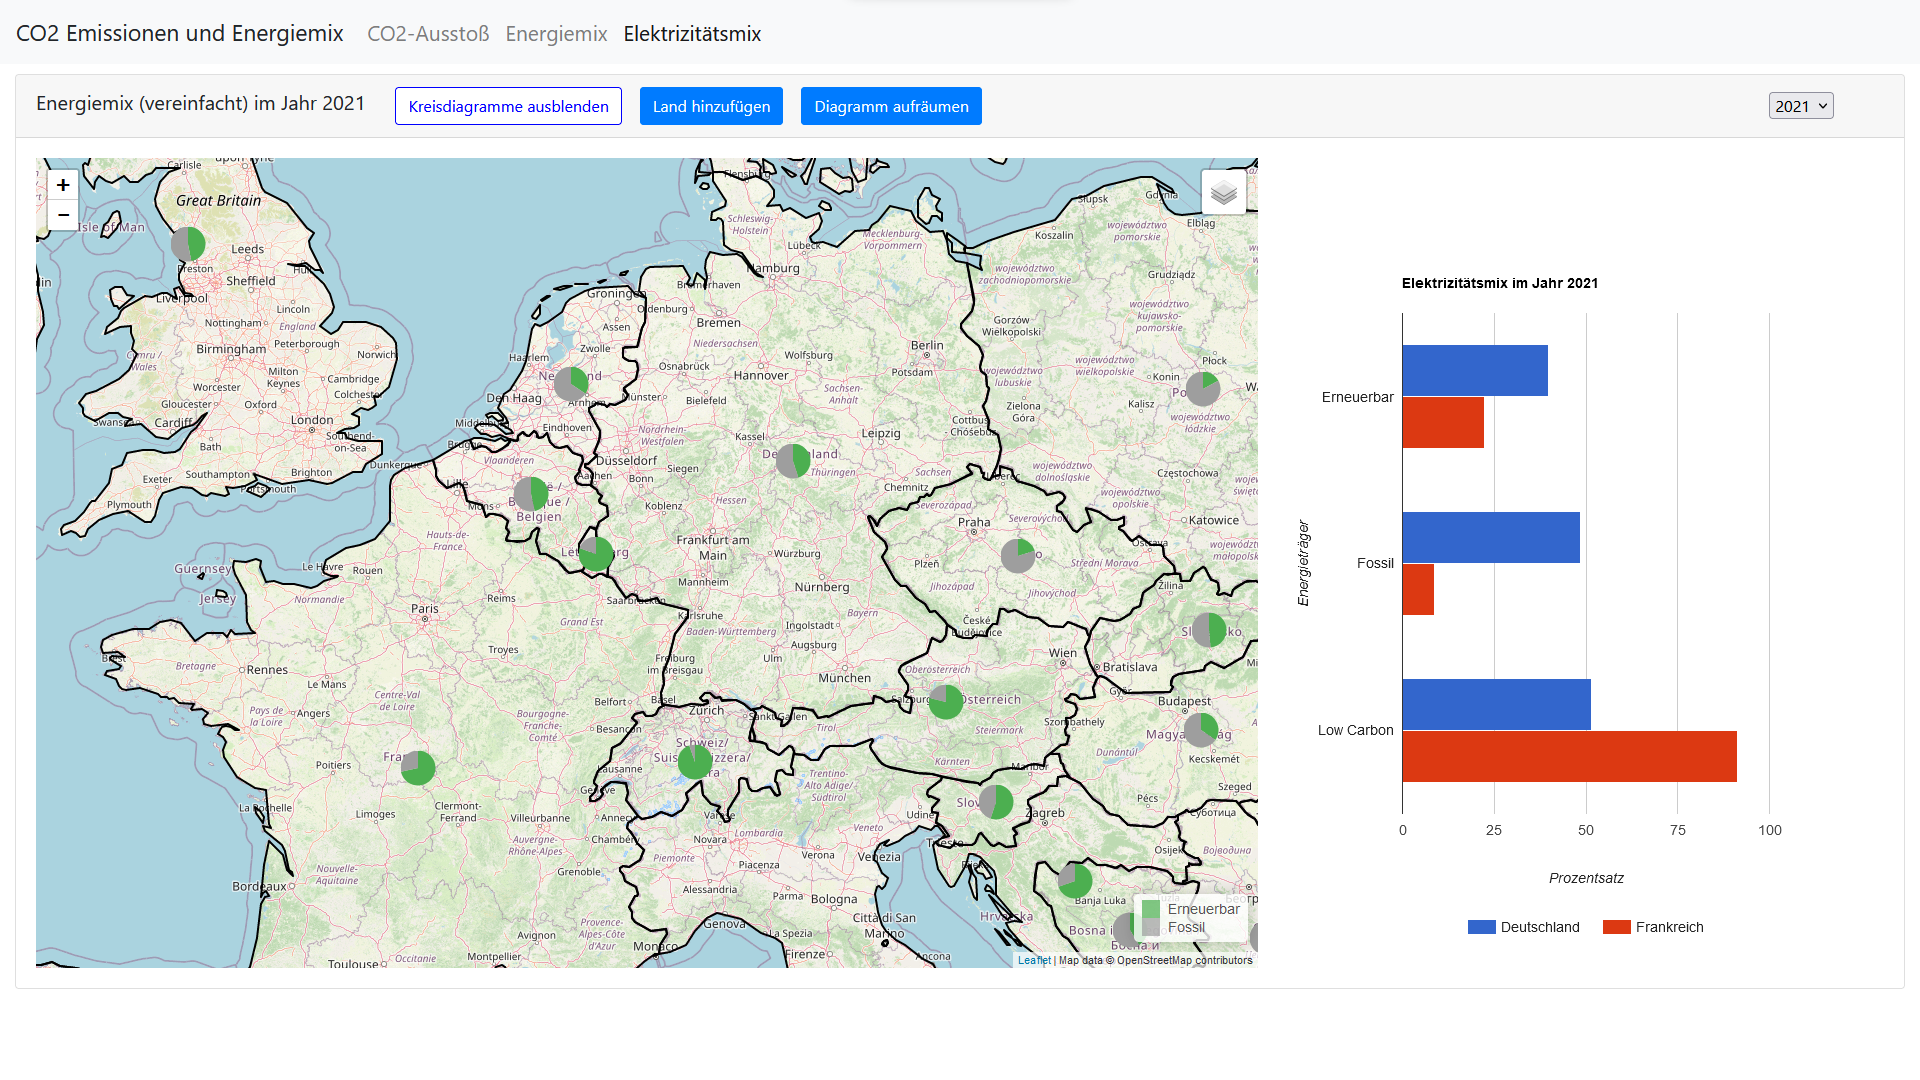 CO2 Emissionen und Energiemix CO2-Ausstoß Energiemix Elektrizitätsmix
Energiemix (vereinfacht) im Jahr 2021 Kreisdiagramme ausblenden Land hinzufügen Diagramm aufräumen 2021
+
−
Carlisle
Great Britain
Isle of Man
Leeds
Preston
Sheffield
Liverpool
Lincoln
Nottingham
England
Peterborough
Birmingham
Norwich
Cymru / Wales
Milton Keynes
Cambridge
Worcester
Colchester
Gloucester
Oxford
Swansea
Cardiff
London
Southend-on-Sea
Bath
Southampton
Brighton
Exeter
Portsmouth
Plymouth
Guernsey
Jersey
Flensburg
Schleswig-Holstein
Lübeck
Mecklenburg-Vorpommern
Hamburg
Bremerhaven
Groningen
Oldenburg
Bremen
Assen
Zwolle
Niedersachsen
Haarlem
Wolfsburg
Berlin
Potsdam
Osnabrück
Hannover
Den Haag
Arnhem
Münster
Bielefeld
Sachsen-Anhalt
Middelburg
Eindhoven
Brugge
Nordrhein-Westfalen
Kassel
Leipzig
Cottbus - Chóśebuz
Dunkerque
Vlaanderen
Düsseldorf
Siegen
Thüringen
Sachsen
Lille
Aachen
Bonn
Chemnitz
Mons
Belgien
Koblenz
Hessen
Hauts-de-France
Frankfurt am Main
Würzburg
Le Havre
Rouen
Mannheim
Nürnberg
Normandie
Reims
Saarbrücken
Karlsruhe
Bayern
Paris
Grand Est
Baden-Württemberg
Ingolstadt
Brest
Bretagne
Rennes
Troyes
Freiburg im Breisgau
Ulm
Augsburg
München
Le Mans
Centre-Val de Loire
Pays de la Loire
Angers
Bourgogne-Franche-Comté
Belfort
Basel
Zürich
Sankt Gallen
Tirol
Salzburg
Oberösterreich
Österreich
Steiermark
Kärnten
Besançon
Schweiz/
Lausanne
Genève
Poitiers
La Rochelle
Limoges
Clermont-Ferrand
Villeurbanne
Annecy
Chambéry
Auvergne-Rhône-Alpes
Grenoble
Nouvelle-Aquitaine
Bordeaux
Provence-Alpes-Côte d'Azur
Avignon
Montpellier
Occitanie
Toulouse
Monaco
Trentino-Alto Adige/Südtirol
Varese
Lombardia
Novara
Piemonte
Piacenza
Verona
Veneto
Venezia
Udine
Trieste
Alessandria
Parma
Bologna
Genova
La Spezia
Firenze
Città di San Marino
Ancona
Słupsk
Gdynia
Koszalin
województwo pomorskie
Elbląg
województwo zachodniopomorskie
Grudziądz
województwo kujawsko-pomorskie
Gorzów Wielkopolski
Płock
województwo wielkopolskie
Konin
województwo lubuskie
Zielona Góra
Kalisz
województwo łódzkie
województwo dolnośląskie
Częstochowa
województwo opolskie
Katowice
Liberec
Severozápad
Praha
Severovýchod
Ostrava
Plzeň
Střední Morava
Jihozápad
Jihovýchod
Žilina
České Budějovice
Wien
Bratislava
Győr
Budapest
Szombathely
Dunántúl
Kecskemét
Maribor
Pécs
Szeged
Zagreb
Суботица
Војводина
Osijek
Hrvatska
Banja Luka
Erneuerbar
Fossil
Leaflet | Map data © OpenStreetMap contributors
Elektrizitätsmix im Jahr 2021
Energieträger
Erneuerbar
Fossil
Low Carbon
0 25 50 75 100
Prozentsatz
Deutschland Frankreich